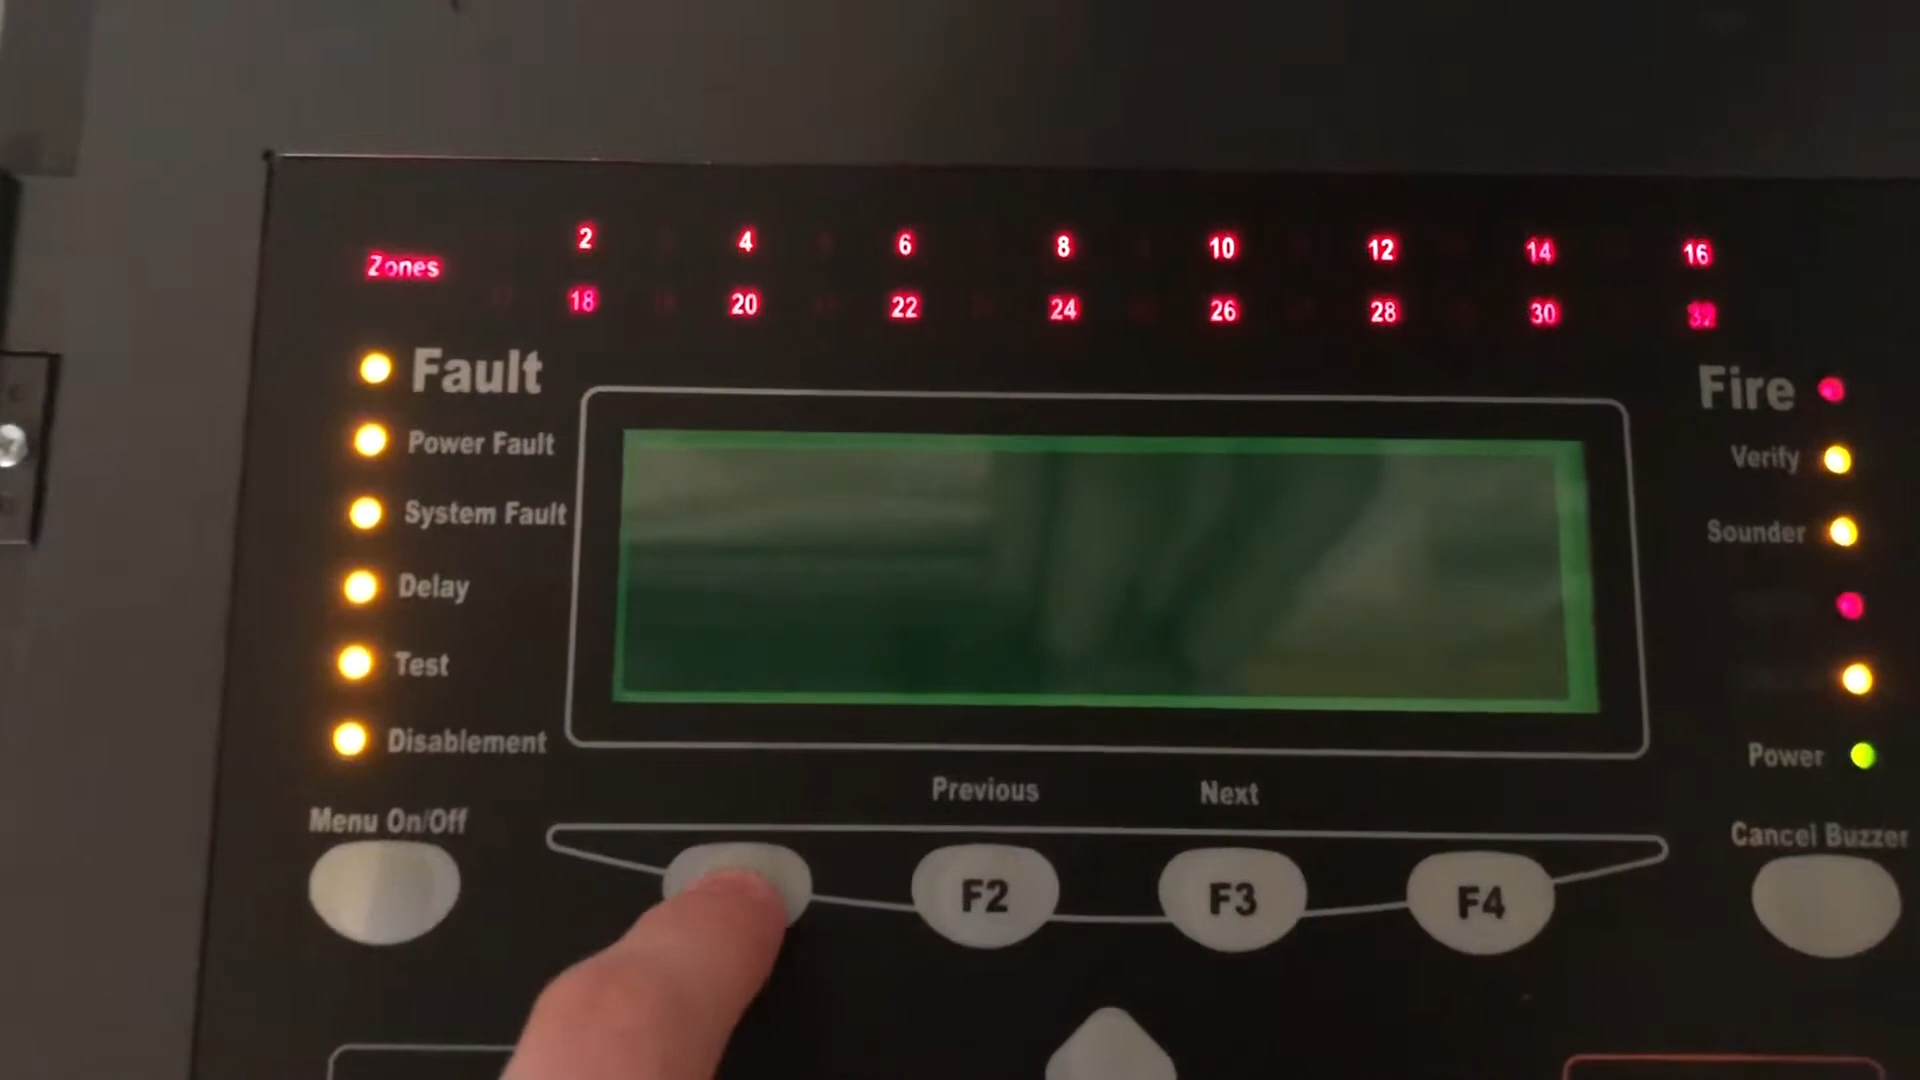 2 4 6 8 10 12 14 16
Zones
18 20 22 24 26 28 30 32
Fault
Fire
Power Fault
Verify
System Fault
Sounder
Delay
Test
Disablement
Power
Previous Next
Menu On/Off
Cancel Buzzer
F2 F3 F4